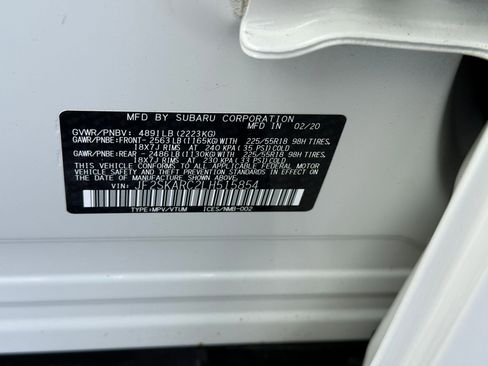 MFD BY SUBARU CORPORATION
MFD IN 02/20
GVWR/PNBV: 4891LB(2223KG)
GAWR/PNBE:FRONT- 2563LB(1165KG)WITH 225/55R18 98H TIRES
18X7J RIMS AT 240 KPA(35 PSI)COLD
GAWR/PNBE:REAR -2486LB(1130KG)WITH 225/55R18 98H TIRES
18X7J RIMS AT 230 KPA(33 PSI)COLD
THIS VEHICLE CONFORMS TO ALL APPLICABLE
U.S. FEDERAL MOTOR VEHICLE SAFETY, BUMPER
AND THEFT PREVENTION STANDARDS IN EFFECT
ON THE DATE OF MANUFACTURE SHOWN ABOVE.
VIN:JF2SKARC2LH515854
TYPE:MPV/VTUM ICES/NMB-002